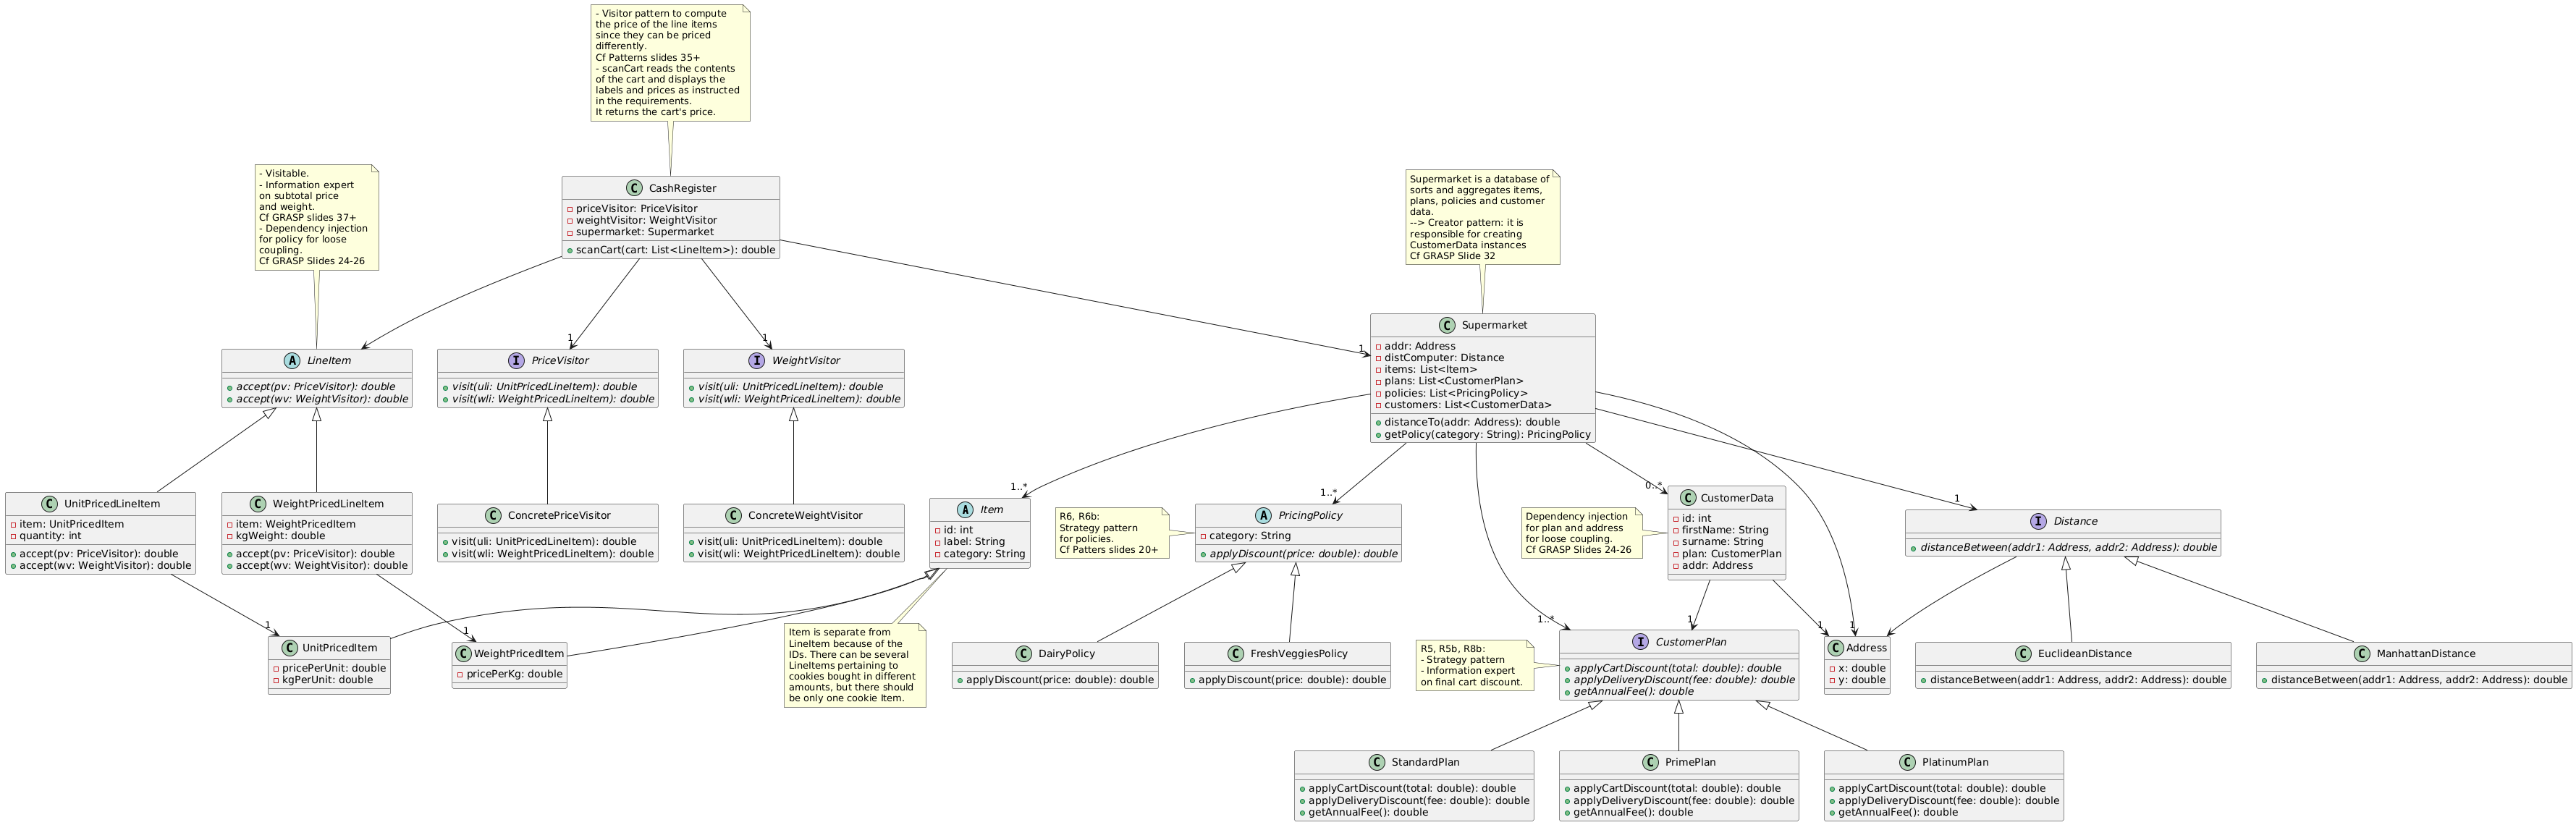 - Visitor pattern to compute
the price of the line items
since they can be priced
differently.
Cf Patterns slides 35+
- scanCart reads the contents
of the cart and displays the
labels and prices as instructed
in the requirements.
It returns the cart's price.
- Visitable.
- Information expert
on subtotal price
and weight.
Cf GRASP slides 37+
- Dependency injection
for policy for loose
coupling.
Cf GRASP Slides 24-26
C CashRegister
priceVisitor: PriceVisitor
weightVisitor: WeightVisitor
supermarket: Supermarket
scanCart(cart: List<LineItem>): double
Supermarket is a database of
sorts and aggregates items,
plans, policies and customer
data.
--> Creator pattern: it is
responsible for creating
CustomerData instances
Cf GRASP Slide 32
1
1
1
A LineItem
accept(pv: PriceVisitor): double
accept(wv: WeightVisitor): double
I PriceVisitor
visit(uli: UnitPricedLineItem): double
visit(wli: WeightPricedLineItem): double
I WeightVisitor
visit(uli: UnitPricedLineItem): double
visit(wli: WeightPricedLineItem): double
C Supermarket
addr: Address
distComputer: Distance
items: List<Item>
plans: List<CustomerPlan>
policies: List<PricingPolicy>
customers: List<CustomerData>
distanceTo(addr: Address): double
getPolicy(category: String): PricingPolicy
1..*
1..*
0..*
1
C UnitPricedLineItem
item: UnitPricedItem
quantity: int
accept(pv: PriceVisitor): double
accept(wv: WeightVisitor): double
C WeightPricedLineItem
item: WeightPricedItem
kgWeight: double
accept(pv: PriceVisitor): double
accept(wv: WeightVisitor): double
C ConcretePriceVisitor
visit(uli: UnitPricedLineItem): double
visit(wli: WeightPricedLineItem): double
C ConcreteWeightVisitor
visit(uli: UnitPricedLineItem): double
visit(wli: WeightPricedLineItem): double
A Item
id: int
label: String
category: String
R6, R6b:
Strategy pattern
for policies.
Cf Patters slides 20+
A PricingPolicy
category: String
applyDiscount(price: double): double
Dependency injection
for plan and address
for loose coupling.
Cf GRASP Slides 24-26
C CustomerData
id: int
firstName: String
surname: String
plan: CustomerPlan
addr: Address
I Distance
distanceBetween(addr1: Address, addr2: Address): double
1
1
1..*
1
1
1
C UnitPricedItem
pricePerUnit: double
kgPerUnit: double
C WeightPricedItem
pricePerKg: double
Item is separate from
LineItem because of the
IDs. There can be several
LineItems pertaining to
cookies bought in different
amounts, but there should
be only one cookie Item.
C DairyPolicy
applyDiscount(price: double): double
C FreshVeggiesPolicy
applyDiscount(price: double): double
R5, R5b, R8b:
- Strategy pattern
- Information expert
on final cart discount.
I CustomerPlan
applyCartDiscount(total: double): double
applyDeliveryDiscount(fee: double): double
getAnnualFee(): double
C Address
x: double
y: double
C EuclideanDistance
distanceBetween(addr1: Address, addr2: Address): double
C ManhattanDistance
distanceBetween(addr1: Address, addr2: Address): double
C StandardPlan
applyCartDiscount(total: double): double
applyDeliveryDiscount(fee: double): double
getAnnualFee(): double
C PrimePlan
applyCartDiscount(total: double): double
applyDeliveryDiscount(fee: double): double
getAnnualFee(): double
C PlatinumPlan
applyCartDiscount(total: double): double
applyDeliveryDiscount(fee: double): double
getAnnualFee(): double